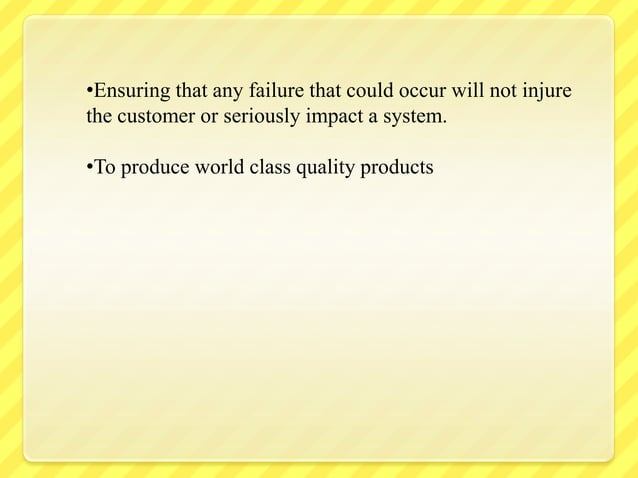 •Ensuring that any failure that could occur will not injure
the customer or seriously impact a system.
•To produce world class quality products